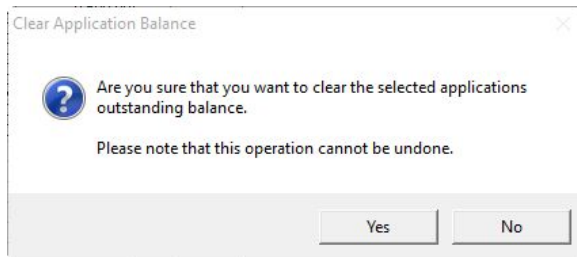 Clear Application Balance
Are you sure that you want to clear the selected applications
outstanding balance.
Please note that this operation cannot be undone.
Yes
No